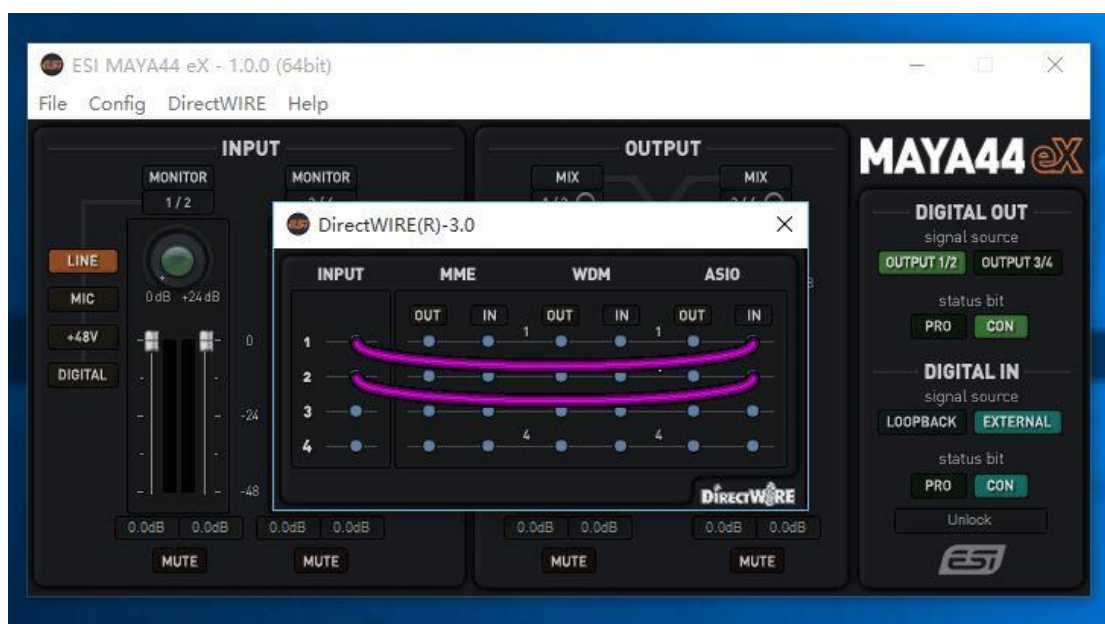 ESI MAYA44 eX - 1.0.0 (64bit)
File Config DirectWIRE Help
INPUT
MONITOR MONITOR
1/2
LINE
MIC
+48V
DIGITAL
0dB +24dB
0
-24
-48
0.0dB 0.0dB 0.0dB 0.0dB
MUTE MUTE
OUTPUT
MIX MIX
0.0dB 0.0dB 0.0dB 0.0dB
MUTE MUTE
DirectWIRE(R)-3.0
INPUT MME WDM ASIO
OUT IN OUT IN OUT IN
1 1 1
2
3
4 4 4
DIRECTWIRE
MAYA44 eX
DIGITAL OUT
signal source
OUTPUT 1/2 OUTPUT 3/4
status bit
PRO CON
DIGITAL IN
signal source
LOOPBACK EXTERNAL
status bit
PRO CON
Unlock
ESI